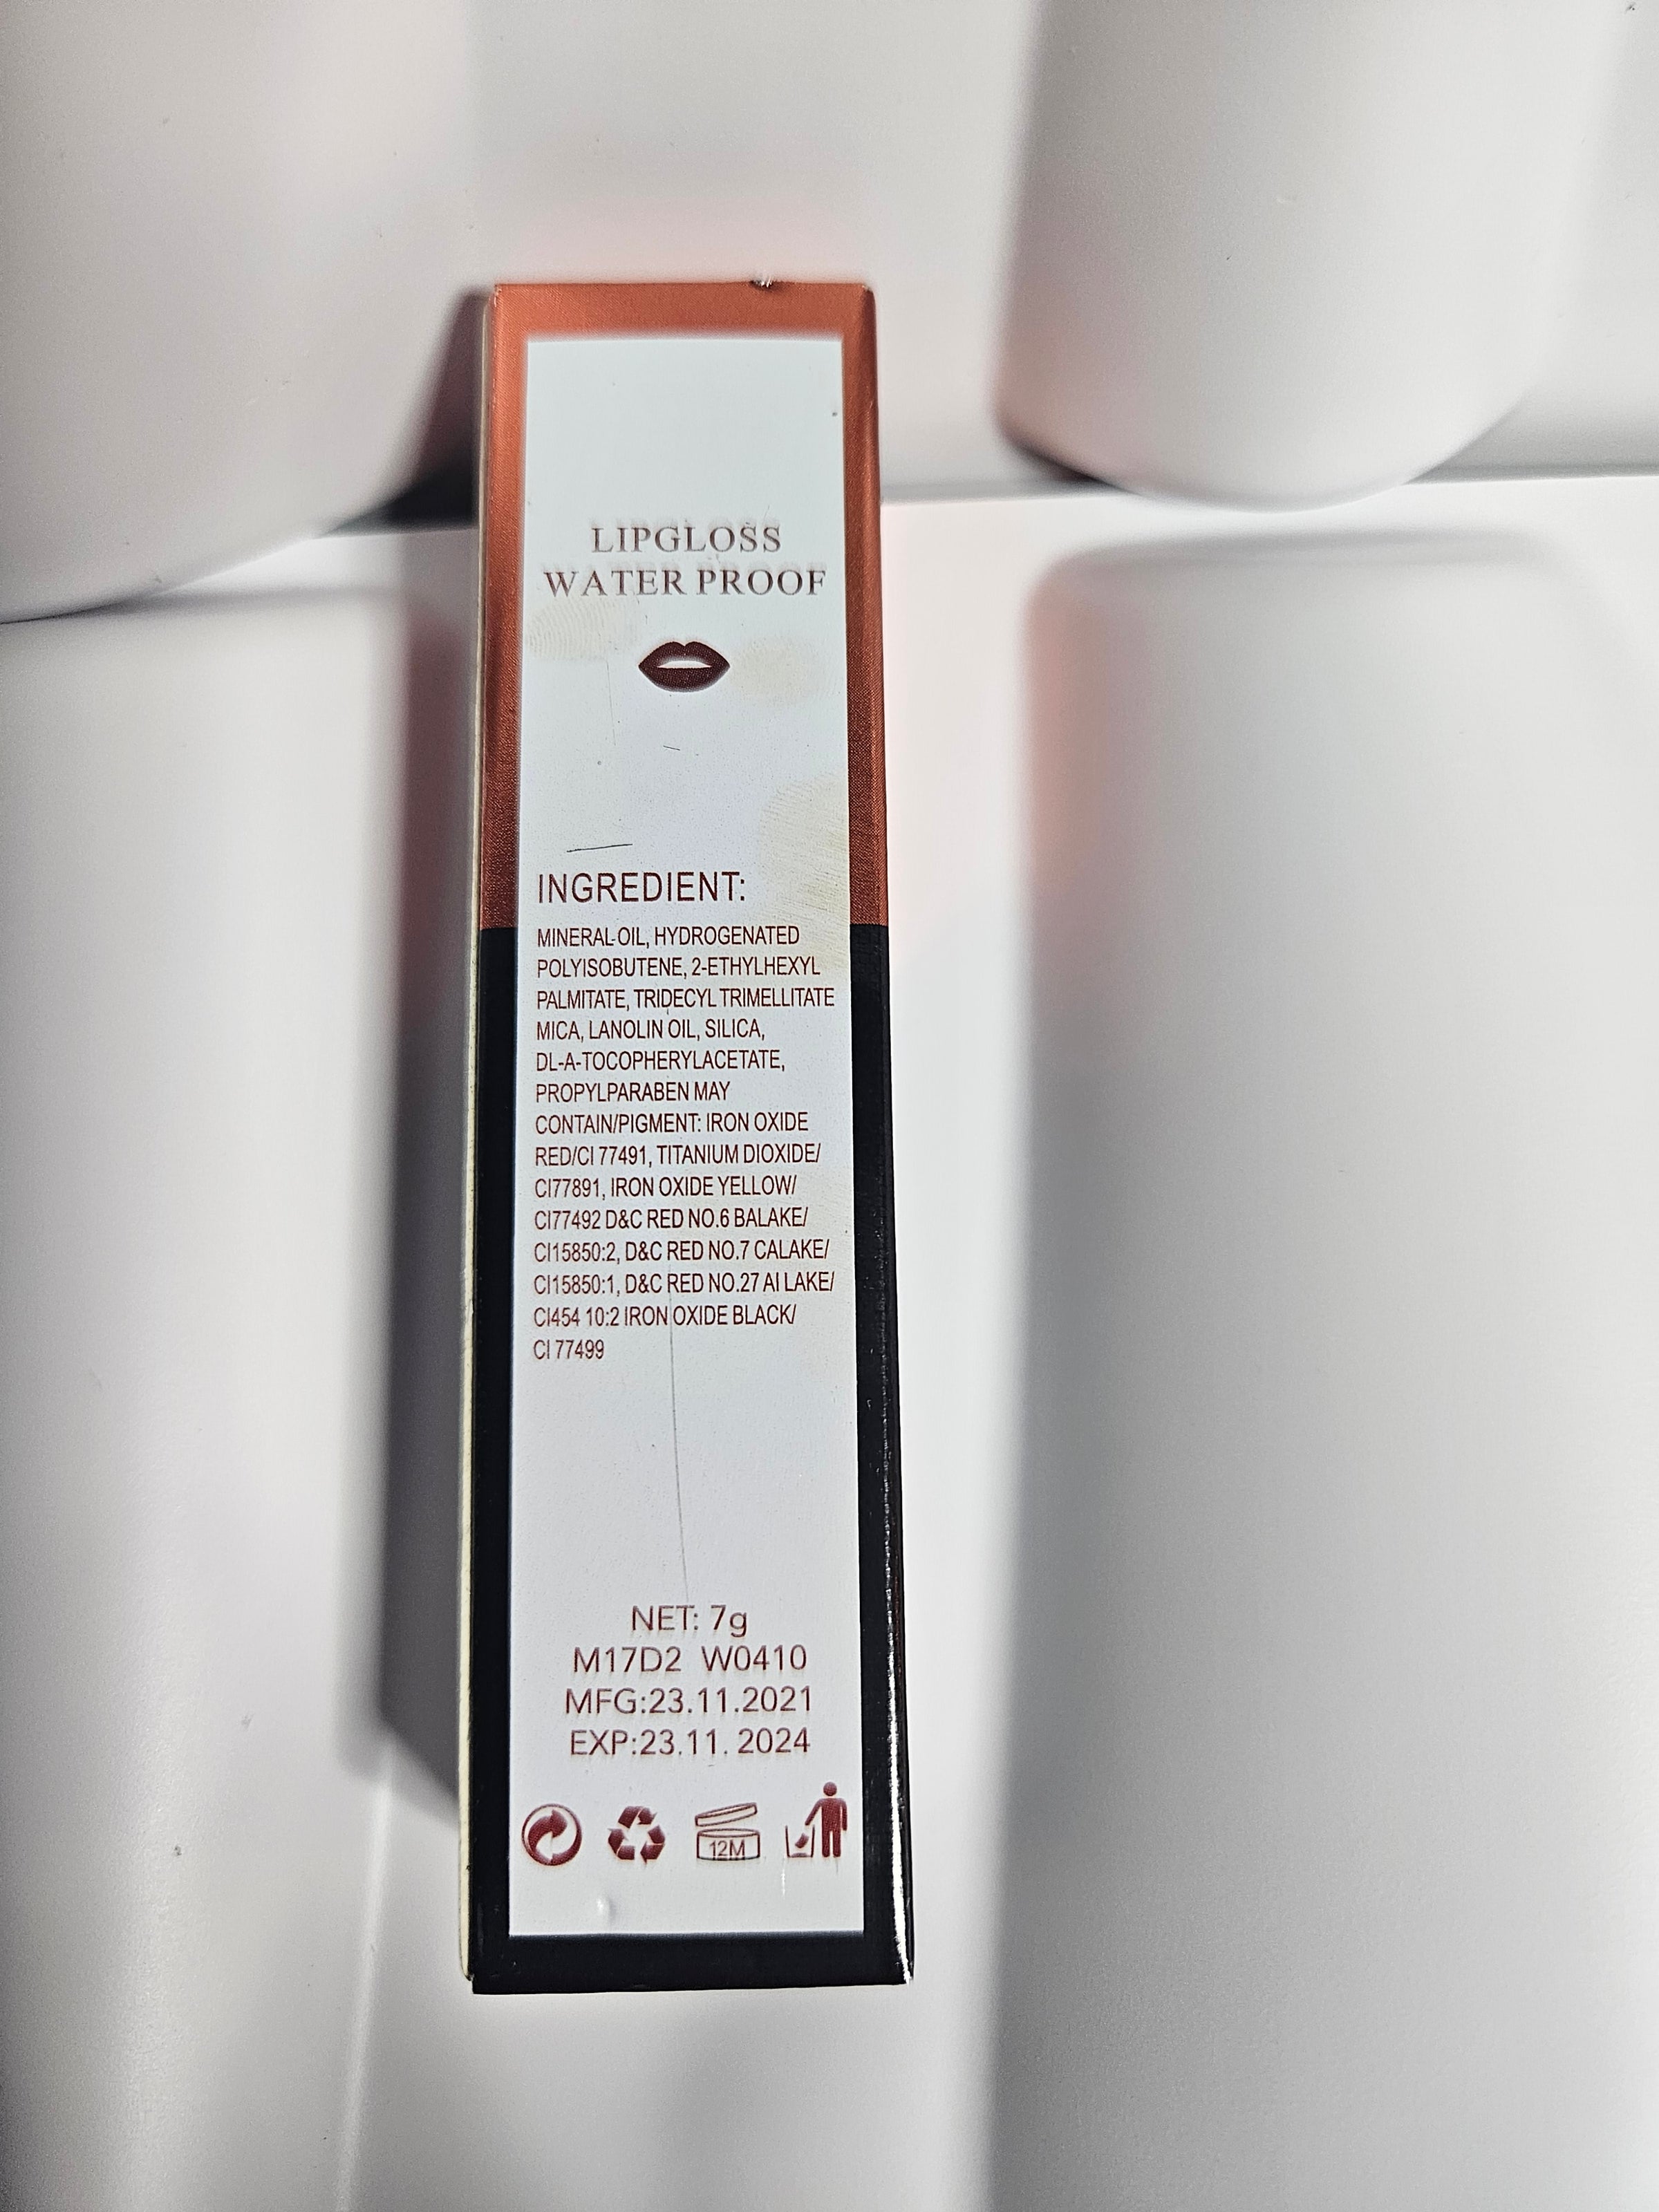 LIPGLOSS
WATER PROOF
INGREDIENT:
MINERAL OIL, HYDROGENATED
POLYISOBUTENE, 2-ETHYLHEXYL
PALMITATE, TRIDECYL TRIMELLITATE
MICA, LANOLIN OIL, SILICA,
DL-A-TOCOPHERYLACETATE,
PROPYLPARABEN MAY
CONTAIN/PIGMENT: IRON OXIDE
RED/CI 77491, TITANIUM DIOXIDE/
CI77891, IRON OXIDE YELLOW/
CI77492 D&C RED NO.6 BALAKE/
CI15850:2, D&C RED NO.7 CALAKE/
CI15850:1, D&C RED NO.27 AI LAKE/
CI454 10:2 IRON OXIDE BLACK/
CI 77499
NET: 7g
M17D2 W0410
MFG:23.11.2021
EXP:23.11. 2024
12M